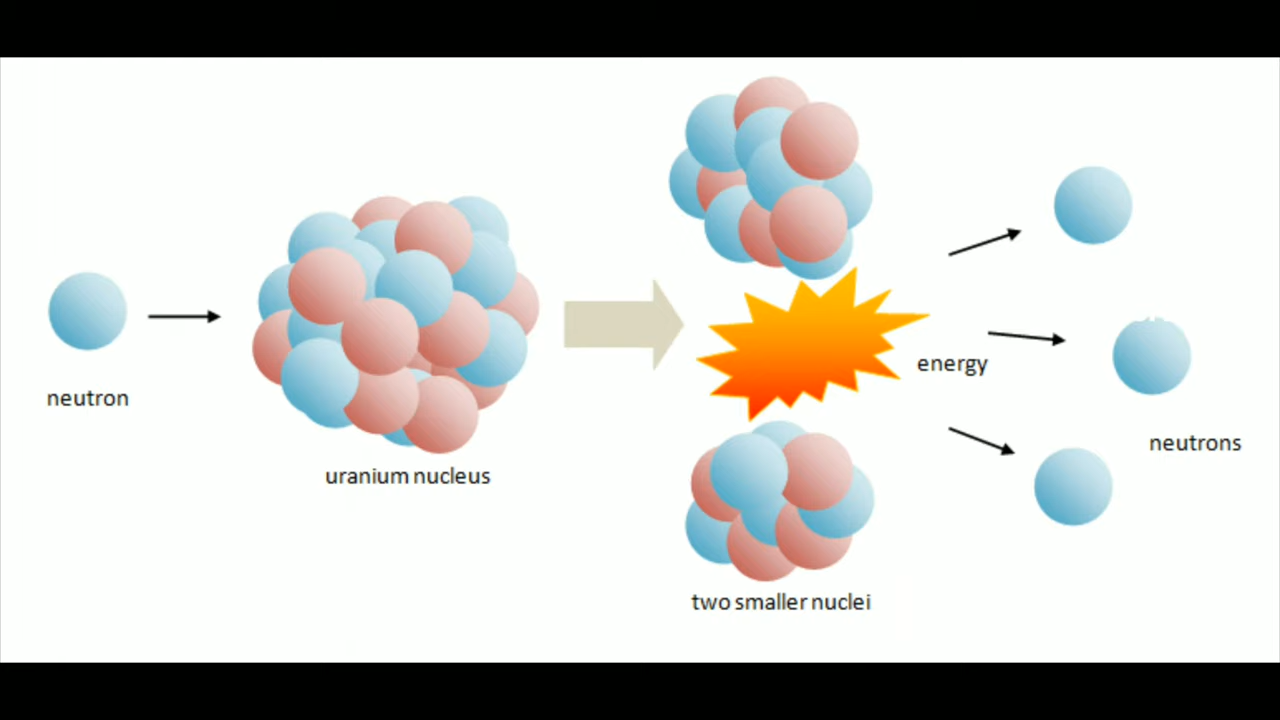 neutron
uranium nucleus
energy
two smaller nuclei
neutrons